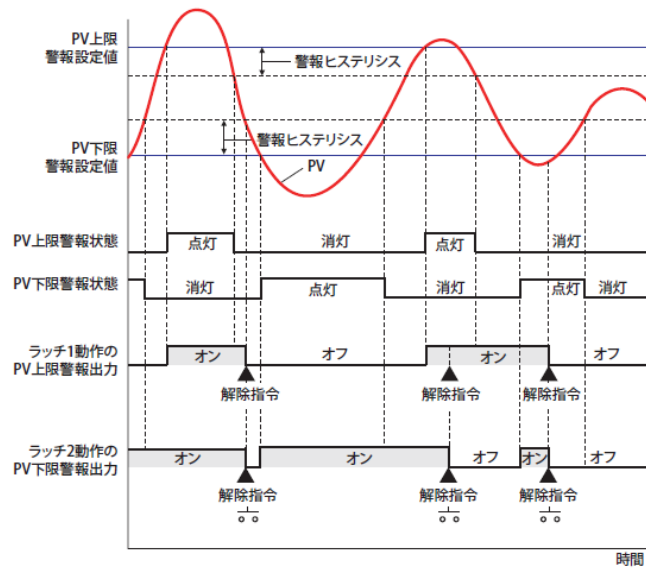 PV上限
警報設定値
警報ヒステリシス
PV下限
警報設定値
警報ヒステリシス
PV
PV上限警報状態
点灯
消灯
点灯
消灯
PV下限警報状態
消灯
点灯
消灯
点灯
消灯
ラッチ1動作の
PV上限警報出力
オン
オフ
オン
オフ
解除指令
解除指令
解除指令
ラッチ2動作の
PV下限警報出力
オン
オン
オフ
オン
オフ
解除指令
解除指令
解除指令
時間